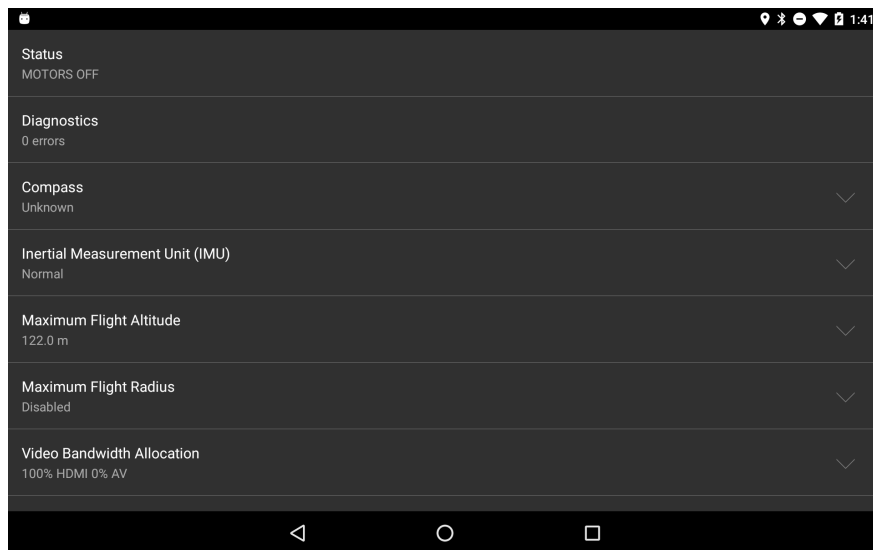 1:41
Status
MOTORS OFF
Diagnostics
0 errors
Compass
Unknown
Inertial Measurement Unit (IMU)
Normal
Maximum Flight Altitude
122.0 m
Maximum Flight Radius
Disabled
Video Bandwidth Allocation
100% HDMI 0% AV